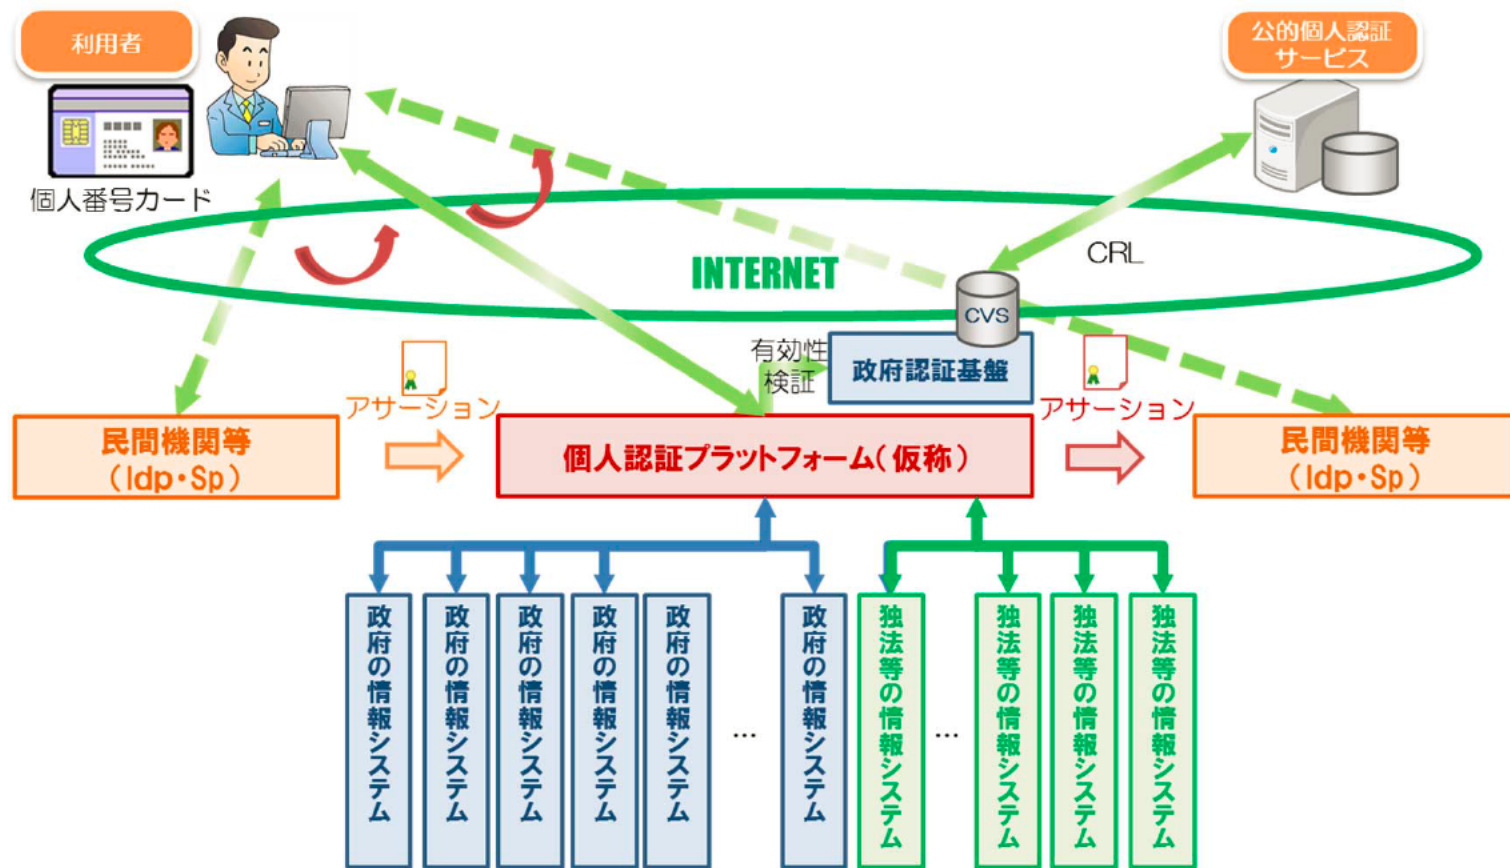 利用者
公的個人認証
サービス
個人番号カード
INTERNET
CRL
CVS
有効性
検証
政府認証基盤
アサーション
アサーション
民間機関等
（Idp・Sp）
個人認証プラットフォーム（仮称）
民間機関等
（Idp・Sp）
政府の情報システム
政府の情報システム
政府の情報システム
政府の情報システム
政府の情報システム
…
政府の情報システム
独法等の情報システム
…
独法等の情報システム
独法等の情報システム
独法等の情報システム